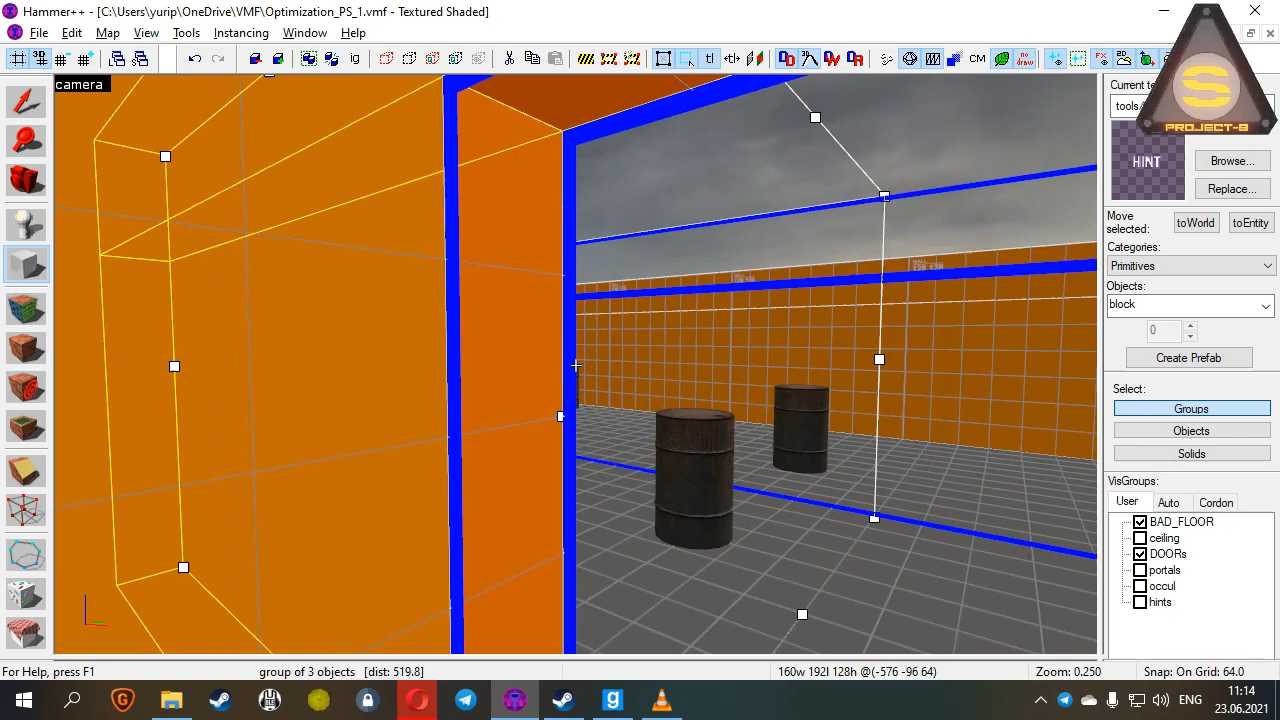 Hammer++ - [C:\Users\yurip\OneDrive\VMF\Optimization_PS_1.vmf - Textured Shaded]
File Edit Map View Tools Instancing Window Help
3D CM no draw
camera
Current te
tools/
HINT
Browse...
Replace...
S
PROJECT-S
Move selected:
toWorld
toEntity
Categories:
Primitives
Objects:
block
0
Create Prefab
Select:
Groups
Objects
Solids
VisGroups:
User Auto Cordon
BAD_FLOOR
ceiling
DOORs
portals
occul
hints
For Help, press F1
group of 3 objects [dist: 519.8]
160w 192l 128h @(-576 -96 64)
Zoom: 0.250
Snap: On Grid: 64.0
ENG
11:14
23.06.2021